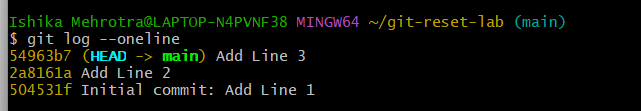 Ishika Mehrotra@LAPTOP-N4PVNF38 MINGW64 ~/git-reset-lab (main)
$ git log --oneline
54963b7 (HEAD -> main) Add Line 3
2a8161a Add Line 2
504531f Initial commit: Add Line 1